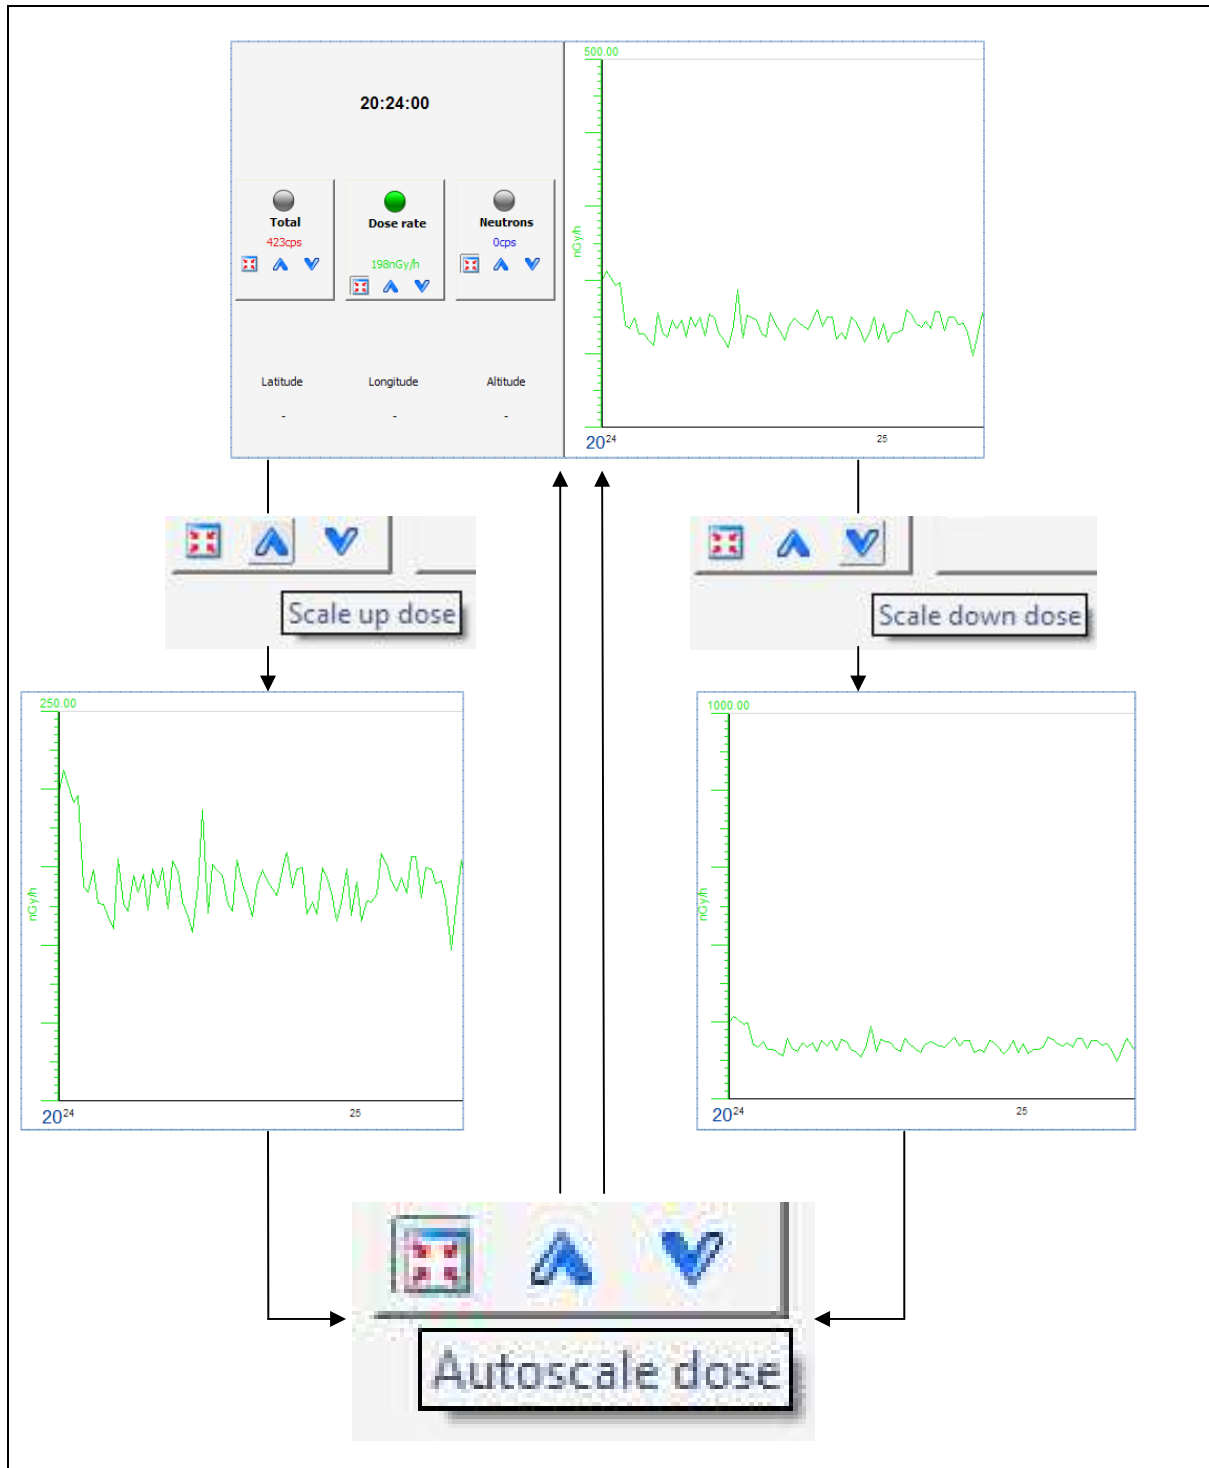 20:24:00
Total
423cps
Dose rate
198nGy/h
Neutrons
0cps
Latitude
-
Longitude
-
Altitude
-
500.00
nGy/h
20²⁴
25
Scale up dose
Scale down dose
250.00
nGy/h
20²⁴
25
1000.00
nGy/h
20²⁴
25
Autoscale dose